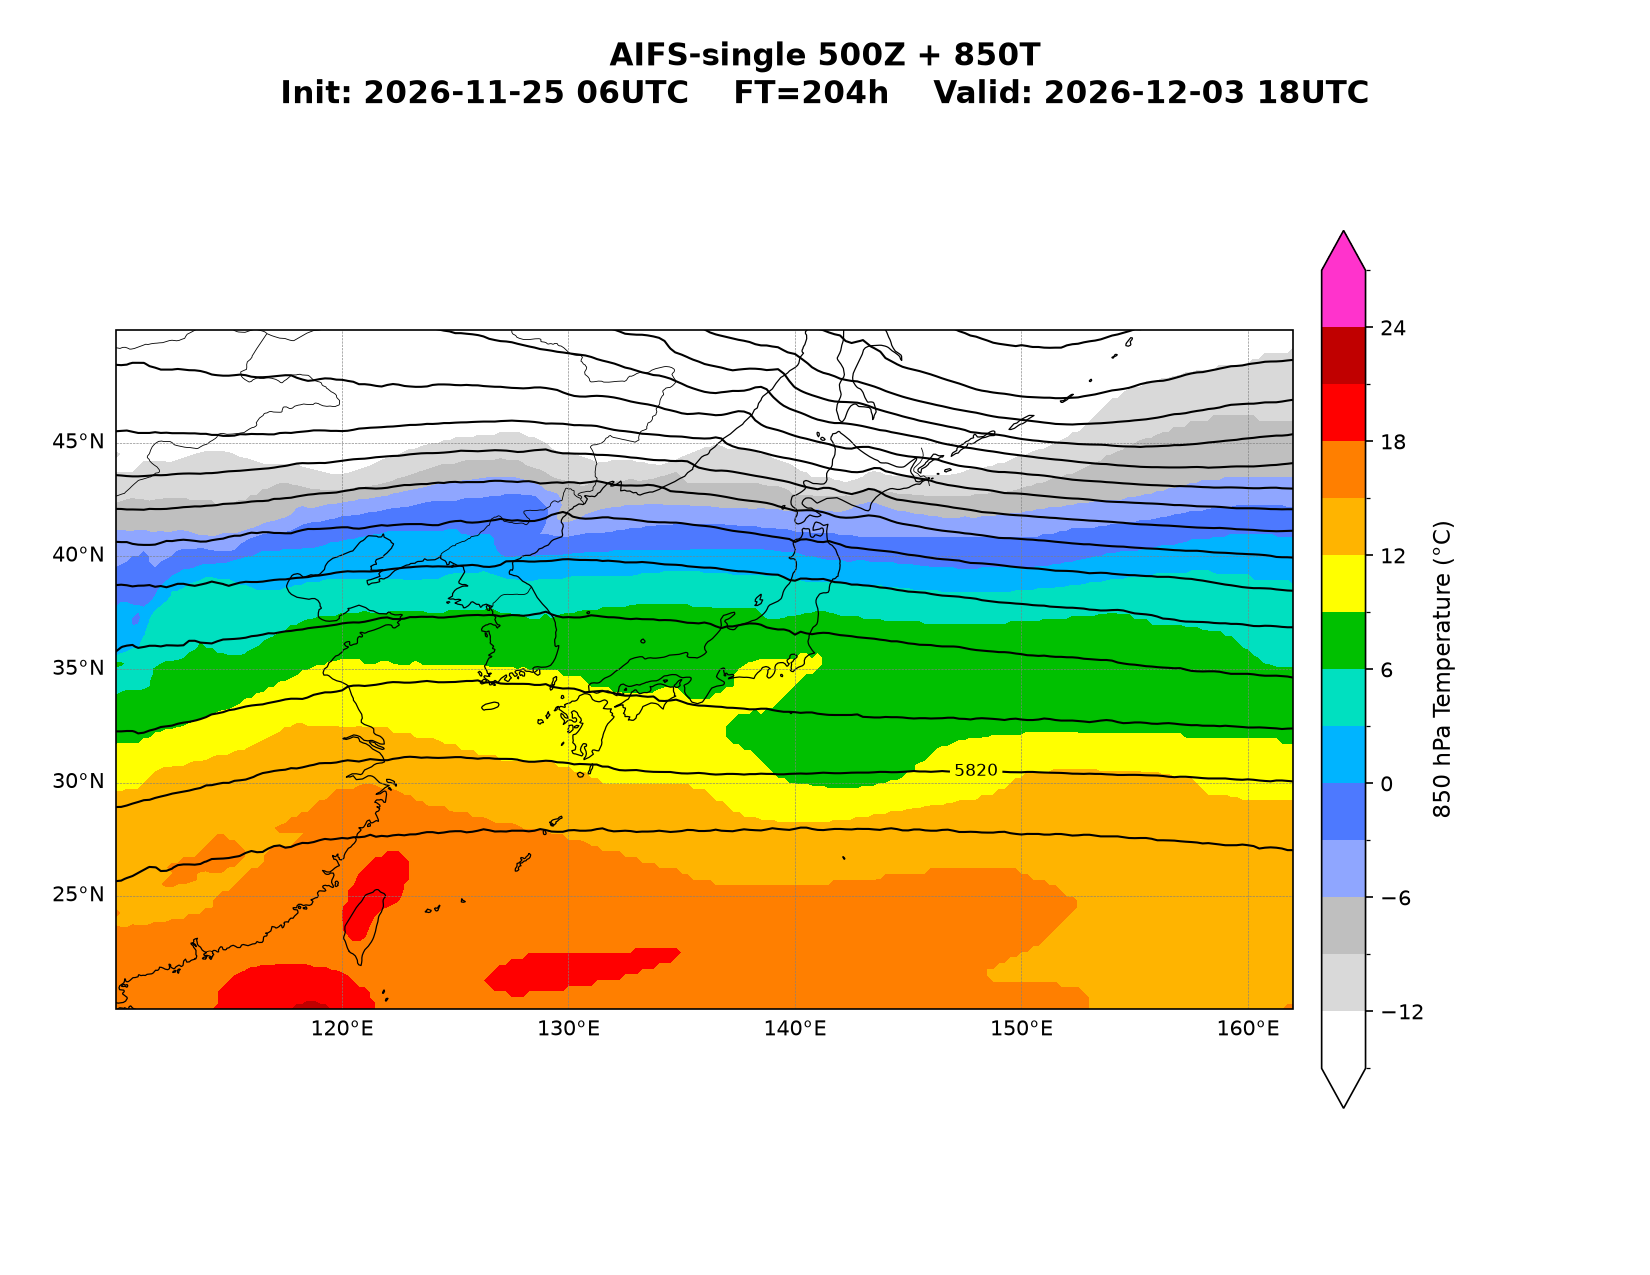 AIFS-single 500Z + 850T
Init: 2026-11-25 06UTC    FT=204h    Valid: 2026-12-03 18UTC
45°N
40°N
35°N
30°N
25°N
120°E
130°E
140°E
150°E
160°E
5820
24
18
12
6
0
−6
−12
850 hPa Temperature (°C)